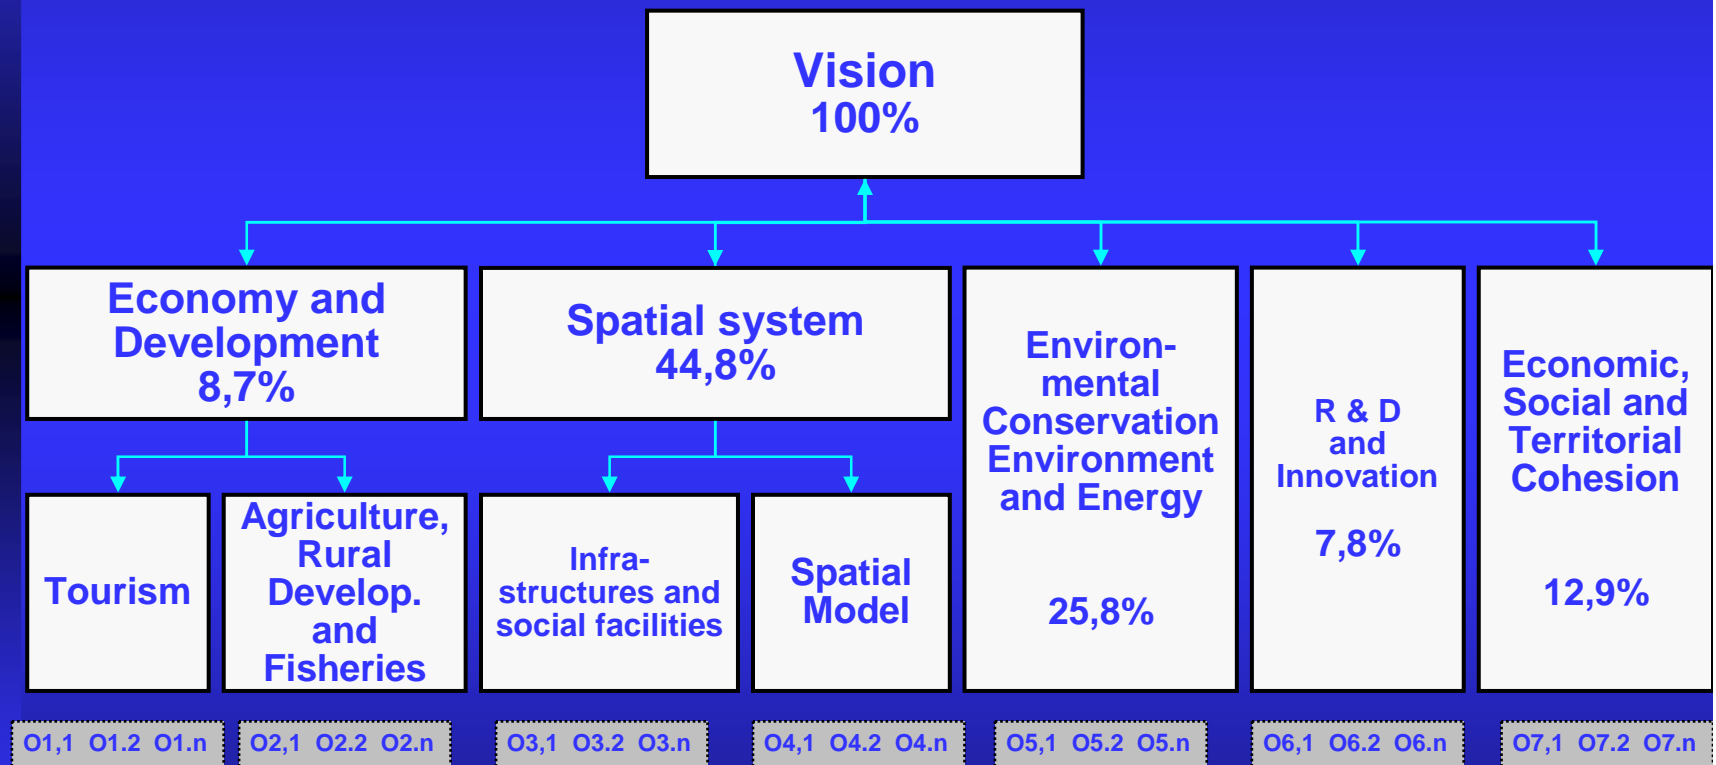 Vision
100%
Economy and
Development
8,7%
Spatial system
44,8%
Environ-
mental
Conservation
Environment
and Energy
25,8%
R & D
and
Innovation
7,8%
Economic,
Social and
Territorial
Cohesion
12,9%
Tourism
Agriculture,
Rural
Develop.
and
Fisheries
Infra-
structures and
social facilities
Spatial
Model
O1,1 O1.2 O1.n
O2,1 O2.2 O2.n
O3,1 O3.2 O3.n
O4,1 O4.2 O4.n
O5,1 O5.2 O5.n
O6,1 O6.2 O6.n
O7,1 O7.2 O7.n